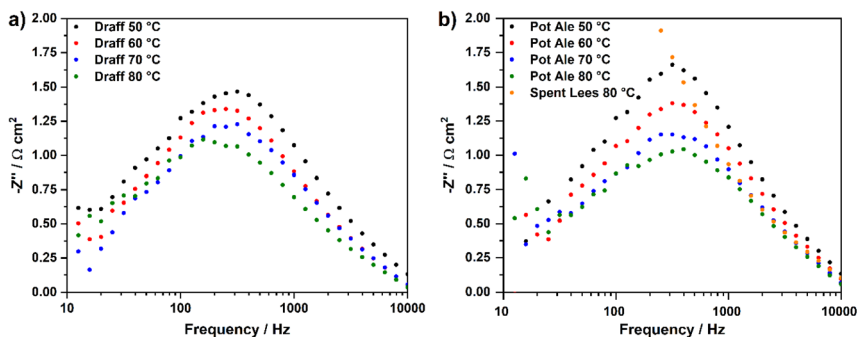 a)
Draff 50 °C
Draff 60 °C
Draff 70 °C
Draff 80 °C
2.00
1.75
1.50
1.25
1.00
0.75
0.50
0.25
0.00
-Z'' / Ω cm²
10
100
1000
10000
Frequency / Hz
b)
Pot Ale 50 °C
Pot Ale 60 °C
Pot Ale 70 °C
Pot Ale 80 °C
Spent Lees 80 °C
2.00
1.75
1.50
1.25
1.00
0.75
0.50
0.25
0.00
-Z'' / Ω cm²
10
100
1000
10000
Frequency / Hz